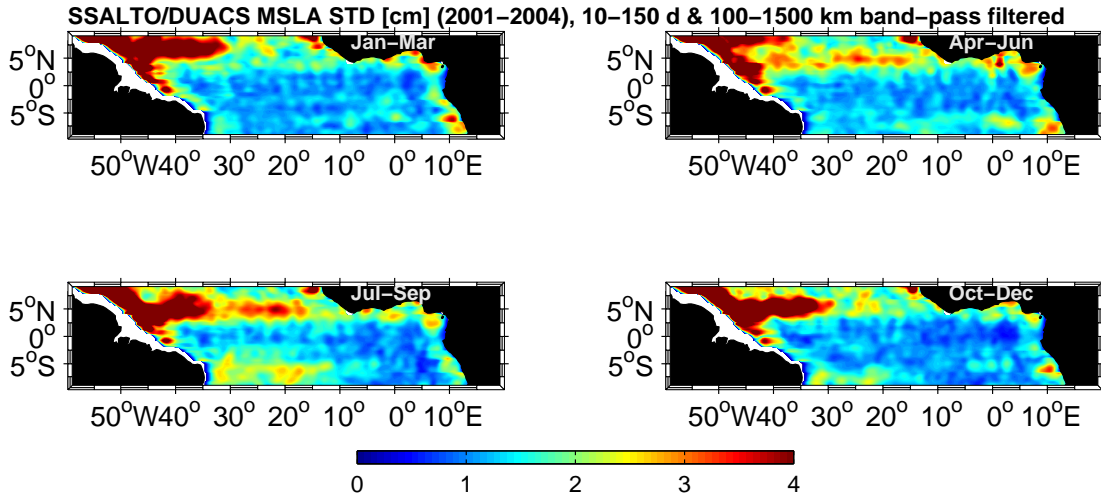 SSALTO/DUACS MSLA STD [cm] (2001−2004), 10−150 d & 100−1500 km band−pass filtered
Jan−Mar
5°N
0°
5°S
50°W40° 30° 20° 10° 0° 10°E
Apr−Jun
5°N
0°
5°S
50°W40° 30° 20° 10° 0° 10°E
Jul−Sep
5°N
0°
5°S
50°W40° 30° 20° 10° 0° 10°E
Oct−Dec
5°N
0°
5°S
50°W40° 30° 20° 10° 0° 10°E
0 1 2 3 4